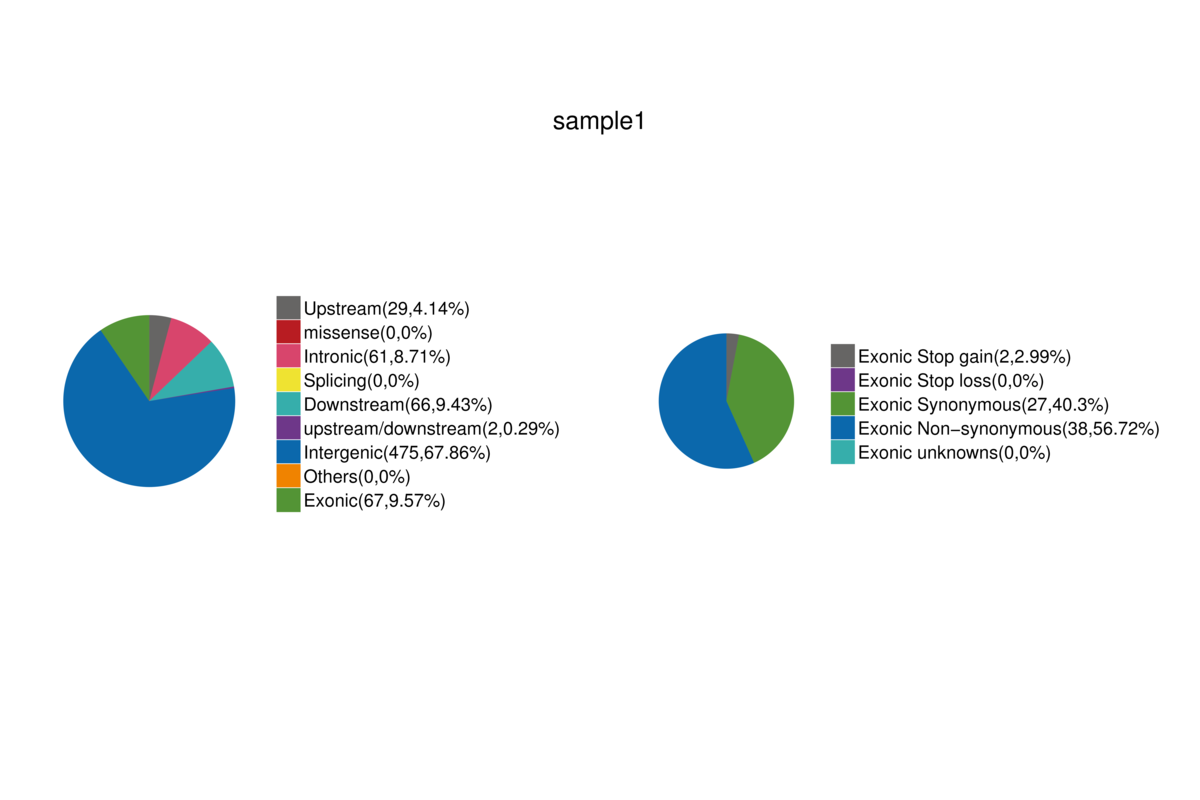 sample1
Upstream(29,4.14%)
missense(0,0%)
Intronic(61,8.71%)
Splicing(0,0%)
Downstream(66,9.43%)
upstream/downstream(2,0.29%)
Intergenic(475,67.86%)
Others(0,0%)
Exonic(67,9.57%)
Exonic Stop gain(2,2.99%)
Exonic Stop loss(0,0%)
Exonic Synonymous(27,40.3%)
Exonic Non−synonymous(38,56.72%)
Exonic unknowns(0,0%)